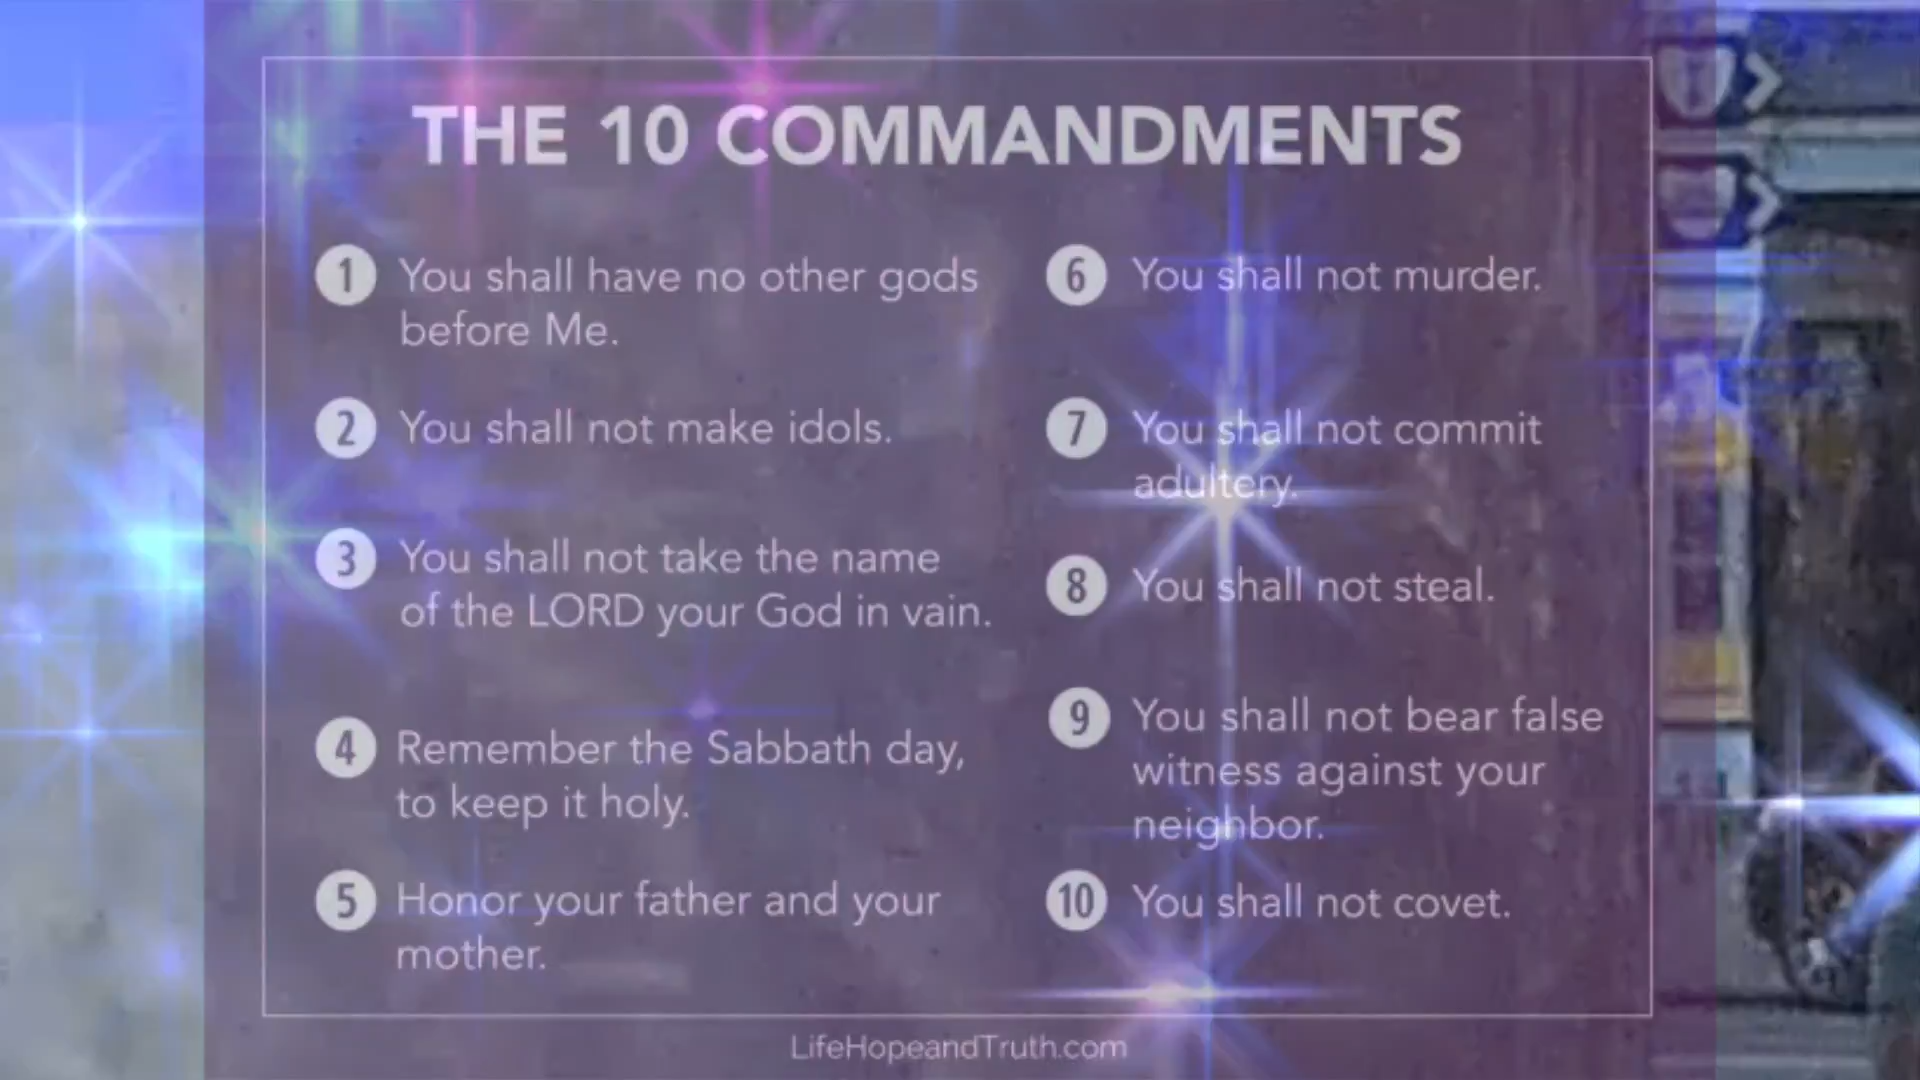 THE 10 COMMANDMENTS
1 You shall have no other gods
before Me.
2 You shall not make idols.
3 You shall not take the name
of the LORD your God in vain.
4 Remember the Sabbath day,
to keep it holy.
5 Honor your father and your
mother.
6 You shall not murder.
7 You shall not commit
adultery.
8 You shall not steal.
9 You shall not bear false
witness against your
neighbor.
10 You shall not covet.
LifeHopeandTruth.com